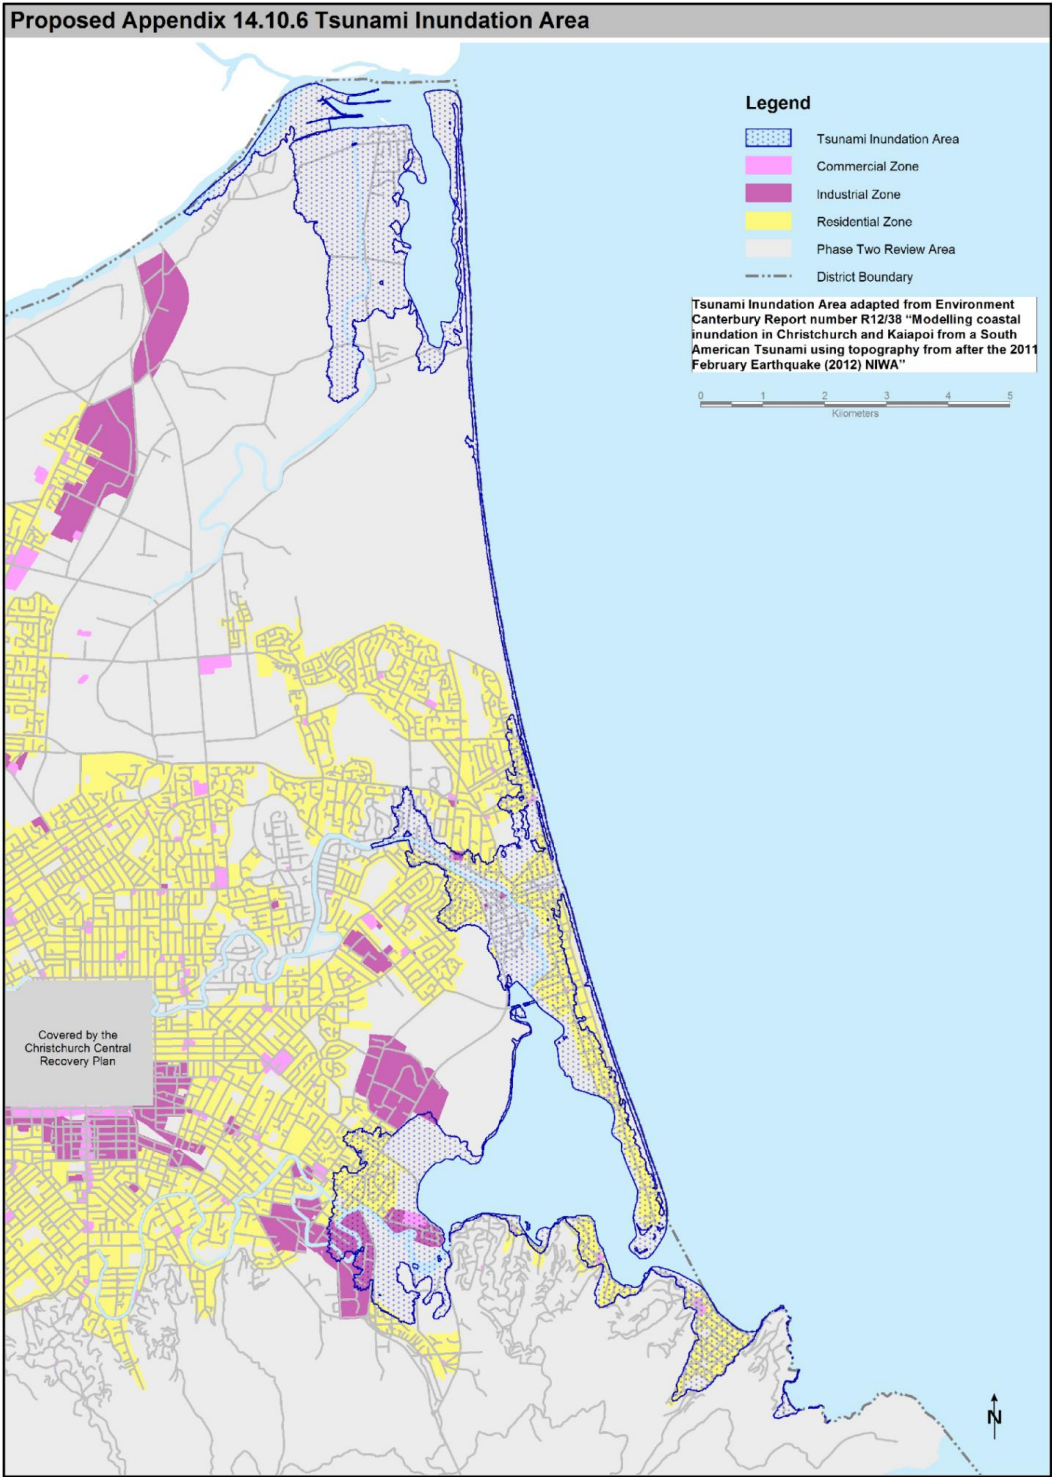 Proposed Appendix 14.10.6 Tsunami Inundation Area
Legend
Tsunami Inundation Area
Commercial Zone
Industrial Zone
Residential Zone
Phase Two Review Area
District Boundary
Tsunami Inundation Area adapted from Environment
Canterbury Report number R12/38 “Modelling coastal
inundation in Christchurch and Kaiapoi from a South
American Tsunami using topography from after the 2011
February Earthquake (2012) NIWA”
0 1 2 3 4 5
Kilometers
Covered by the
Christchurch Central
Recovery Plan
N